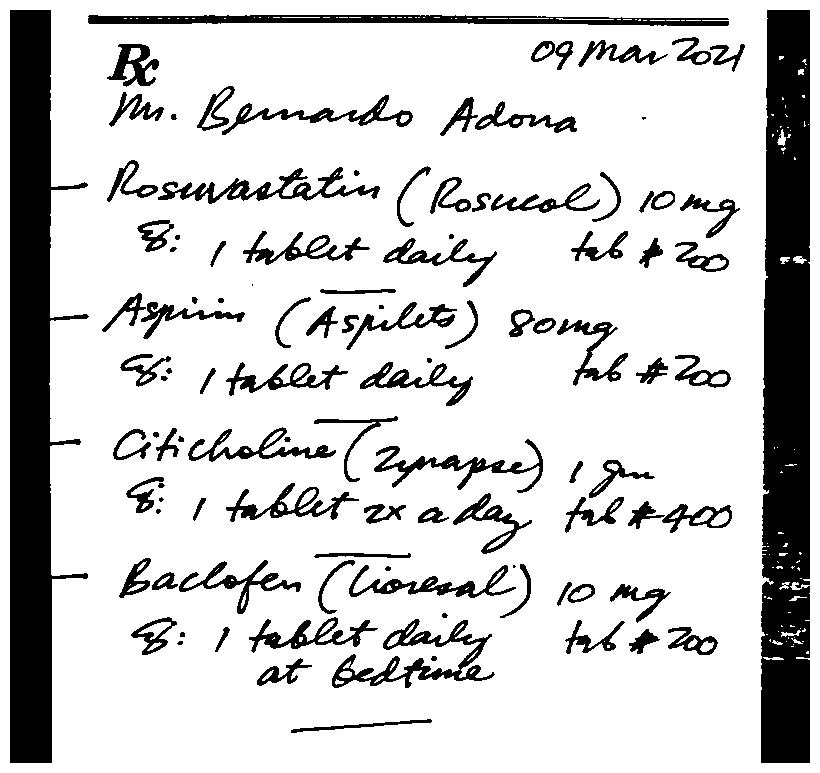 Rx
09 Mar 2021
Mr. Bernardo Adona
Rosuvastatin (Rosucol) 10 mg
S: 1 tablet daily tab # 200
Aspirin (Aspilets) 80mg
S: 1 tablet daily tab # 200
Citicholine (Zynapse) 1 gm
S: 1 tablet 2x a day tab # 400
Baclofen (Lioresal) 10 mg
S: 1 tablet daily tab # 200
at bedtime